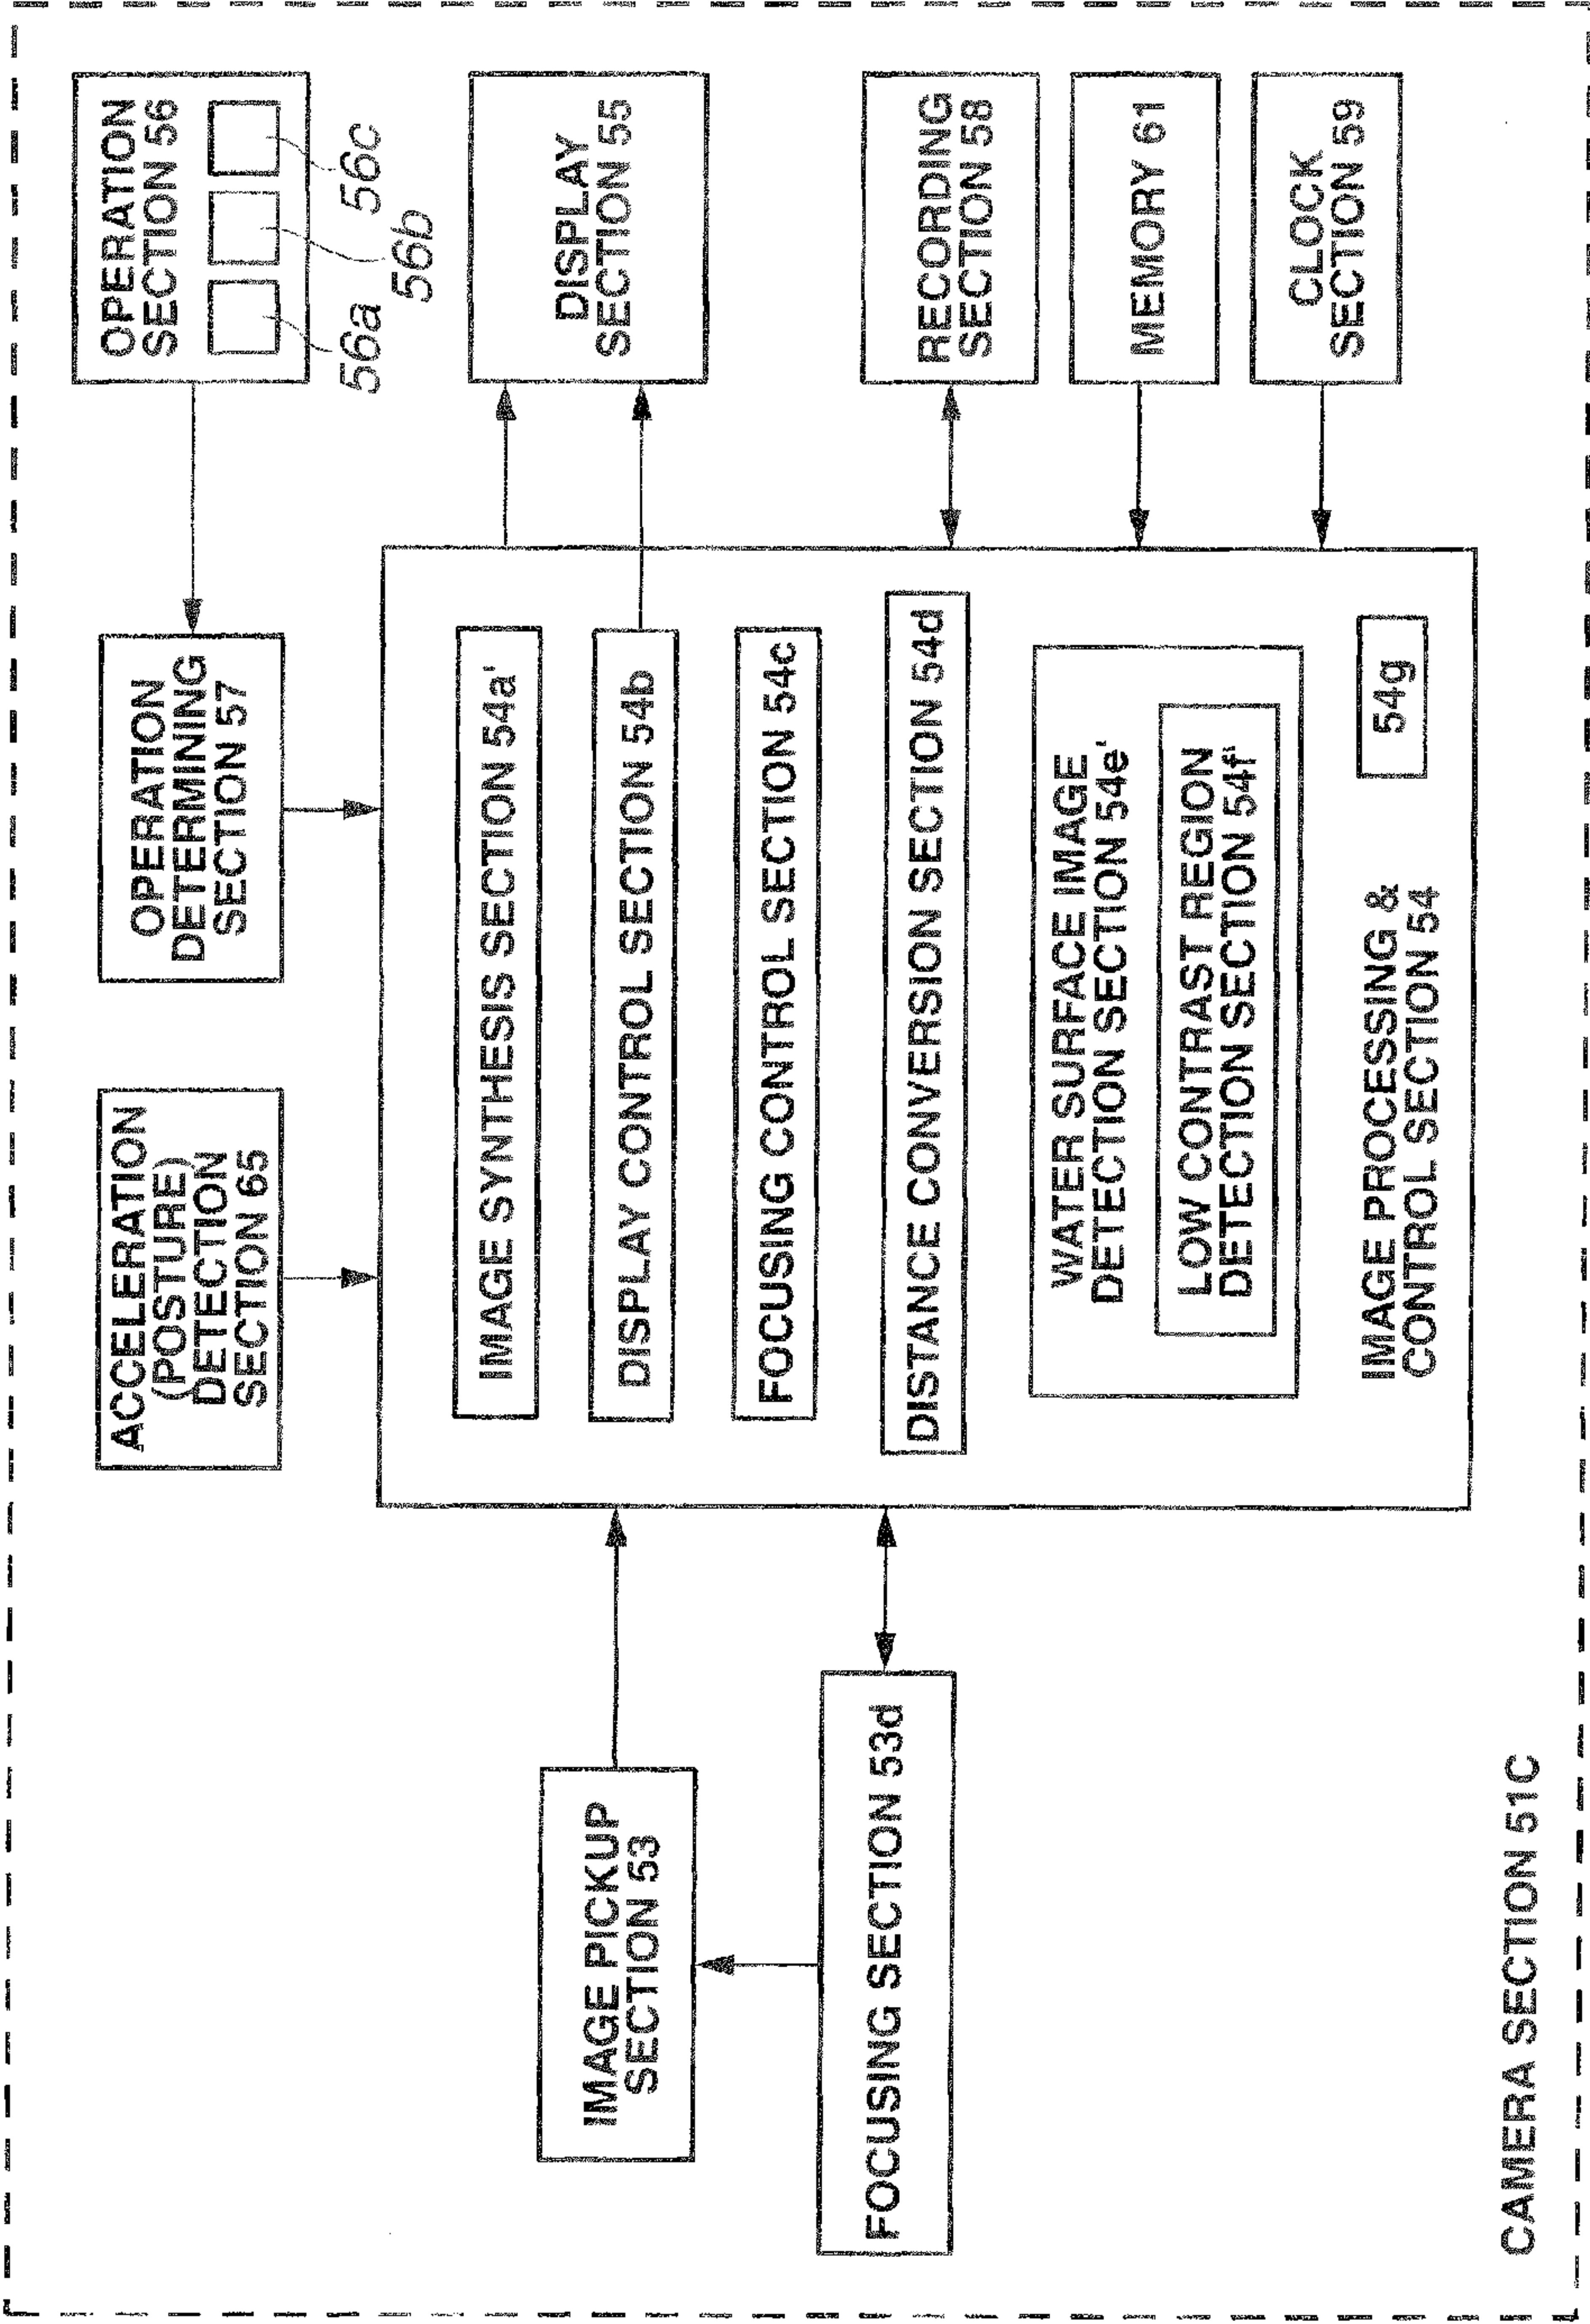 ACCELERATION
(POSTURE)
DETECTION
SECTION 65
OPERATION
DETERMINING
SECTION 57
OPERATION
SECTION 56
56a
56b
56c
IMAGE PICKUP
SECTION 53
FOCUSING SECTION 53d
IMAGE SYNTHESIS SECTION 54a'
DISPLAY CONTROL SECTION 54b
FOCUSING CONTROL SECTION 54c
DISTANCE CONVERSION SECTION 54d
WATER SURFACE IMAGE
DETECTION SECTION 54e'
LOW CONTRAST REGION
DETECTION SECTION 54f'
54g
IMAGE PROCESSING &
CONTROL SECTION 54
DISPLAY
SECTION 55
RECORDING
SECTION 58
MEMORY 61
CLOCK
SECTION 59
CAMERA SECTION 51C